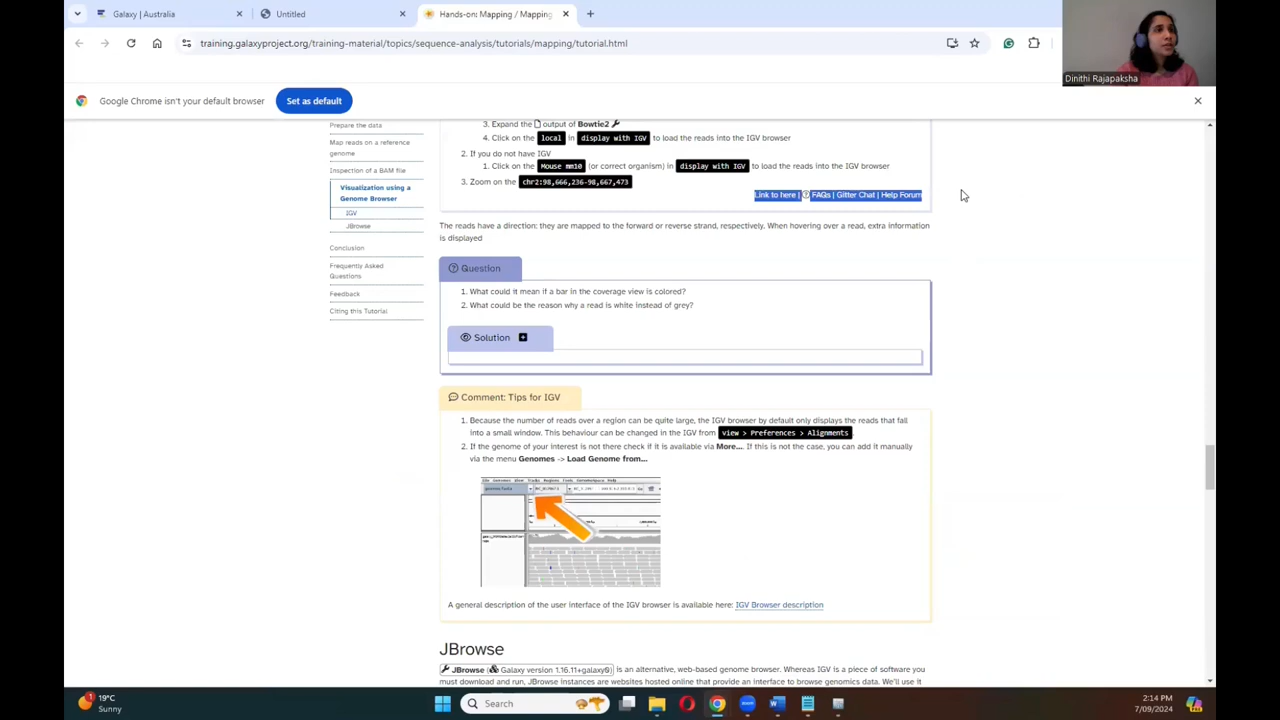 Galaxy | Australia
Untitled
Hands-on: Mapping / Mapping
training.galaxyproject.org/training-material/topics/sequence-analysis/tutorials/mapping/tutorial.html
Dinithi Rajapaksha
Google Chrome isn't your default browser
Set as default
Prepare the data
Map reads on a reference
genome
Inspection of a BAM file
Visualization using a
Genome Browser
IGV
JBrowse
Conclusion
Frequently Asked
Questions
Feedback
Citing this Tutorial
3. Expand the output of Bowtie2
4. Click on the local in display with IGV to load the reads into the IGV browser
2. If you do not have IGV
1. Click on the Mouse mm10 (or correct organism) in display with IGV to load the reads into the IGV browser
3. Zoom on the chr2:98,666,236-98,667,473
Link to here | FAQs | Gitter Chat | Help Forum
The reads have a direction: they are mapped to the forward or reverse strand, respectively. When hovering over a read, extra information
is displayed
Question
1. What could it mean if a bar in the coverage view is colored?
2. What could be the reason why a read is white instead of grey?
Solution
Comment: Tips for IGV
1. Because the number of reads over a region can be quite large, the IGV browser by default only displays the reads that fall
into a small window. This behaviour can be changed in the IGV from view > Preferences > Alignments
2. If the genome of your interest is not there check if it is available via More.... If this is not the case, you can add it manually
via the menu Genomes -> Load Genome from...
A general description of the user interface of the IGV browser is available here: IGV Browser description
JBrowse
JBrowse ( Galaxy version 1.16.11+galaxy0) is an alternative, web-based genome browser. Whereas IGV is a piece of software you
must download and run, JBrowse instances are websites hosted online that provide an interface to browse genomics data. We'll use it
19°C
Sunny
Search
2:14 PM
7/09/2024